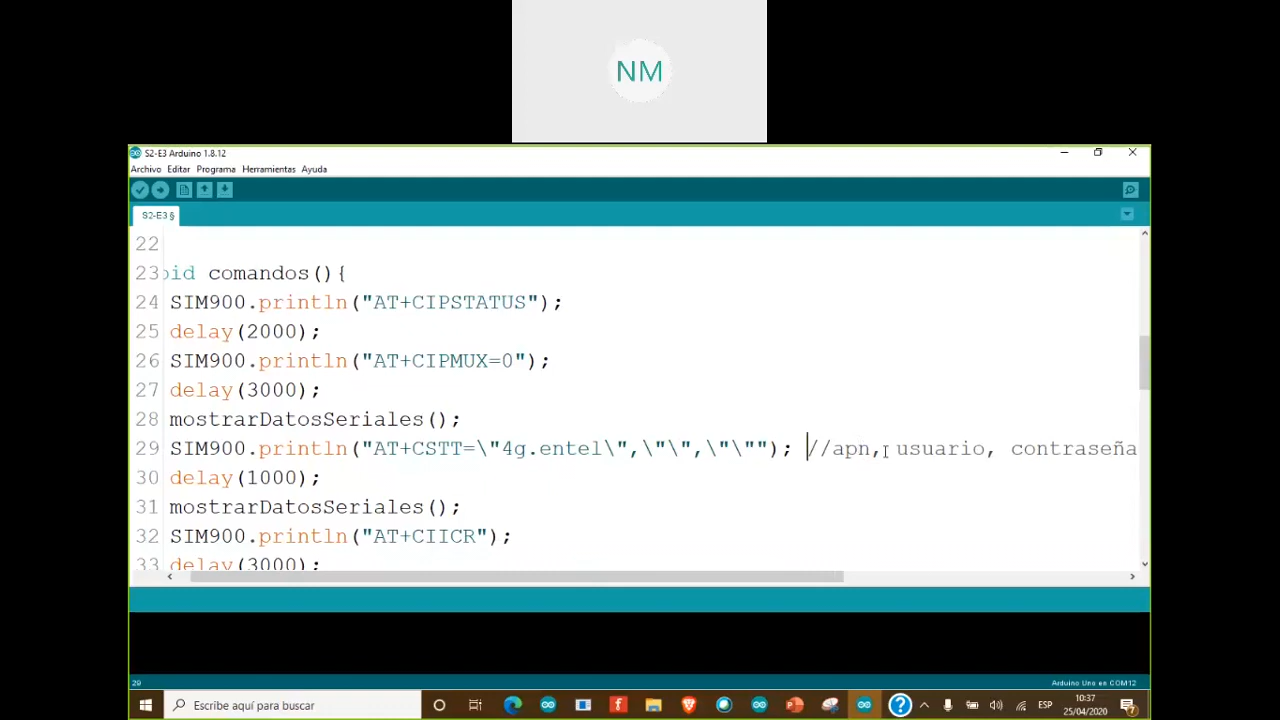 NM
S2-E3 Arduino 1.8.12
Archivo Editar Programa Herramientas Ayuda
S2-E3 §
22
23 oid comandos(){
24 SIM900.println("AT+CIPSTATUS");
25 delay(2000);
26 SIM900.println("AT+CIPMUX=0");
27 delay(3000);
28 mostrarDatosSeriales();
29 SIM900.println("AT+CSTT=\"4g.entel\",\"\",\"\""); //apn, usuario, contraseña
30 delay(1000);
31 mostrarDatosSeriales();
32 SIM900.println("AT+CIICR");
33 delay(3000);
29
Arduino Uno en COM12
Escribe aquí para buscar
ESP
10:37
25/04/2020
7